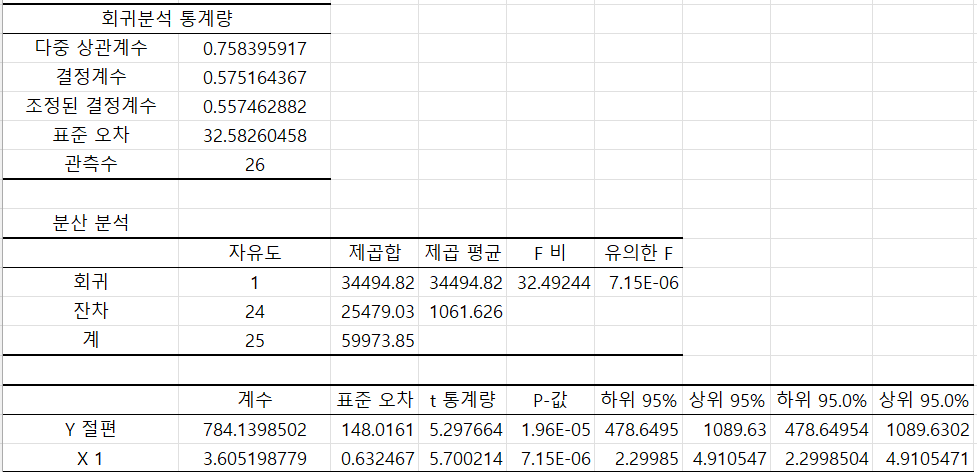 회귀분석 통계량
다중 상관계수 0.758395917
결정계수 0.575164367
조정된 결정계수 0.557462882
표준 오차 32.58260458
관측수 26
분산 분석
자유도 제곱합 제곱 평균 F 비 유의한 F
회귀 1 34494.82 34494.82 32.49244 7.15E-06
잔차 24 25479.03 1061.626
계 25 59973.85
계수 표준 오차 t 통계량 P-값 하위 95% 상위 95% 하위 95.0% 상위 95.0%
Y 절편 784.1398502 148.0161 5.297664 1.96E-05 478.6495 1089.63 478.64954 1089.6302
X 1 3.605198779 0.632467 5.700214 7.15E-06 2.29985 4.910547 2.2998504 4.9105471